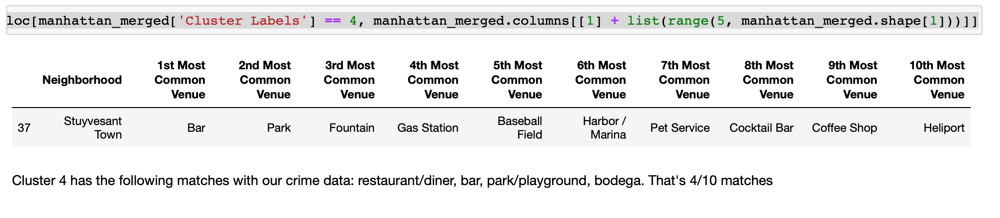 loc[manhattan_merged['Cluster Labels'] == 4, manhattan_merged.columns[[1] + list(range(5, manhattan_merged.shape[1]))]]
Neighborhood 1st Most Common Venue 2nd Most Common Venue 3rd Most Common Venue 4th Most Common Venue 5th Most Common Venue 6th Most Common Venue 7th Most Common Venue 8th Most Common Venue 9th Most Common Venue 10th Most Common Venue
37 Stuyvesant Town Bar Park Fountain Gas Station Baseball Field Harbor / Marina Pet Service Cocktail Bar Coffee Shop Heliport
Cluster 4 has the following matches with our crime data: restaurant/diner, bar, park/playground, bodega. That's 4/10 matches